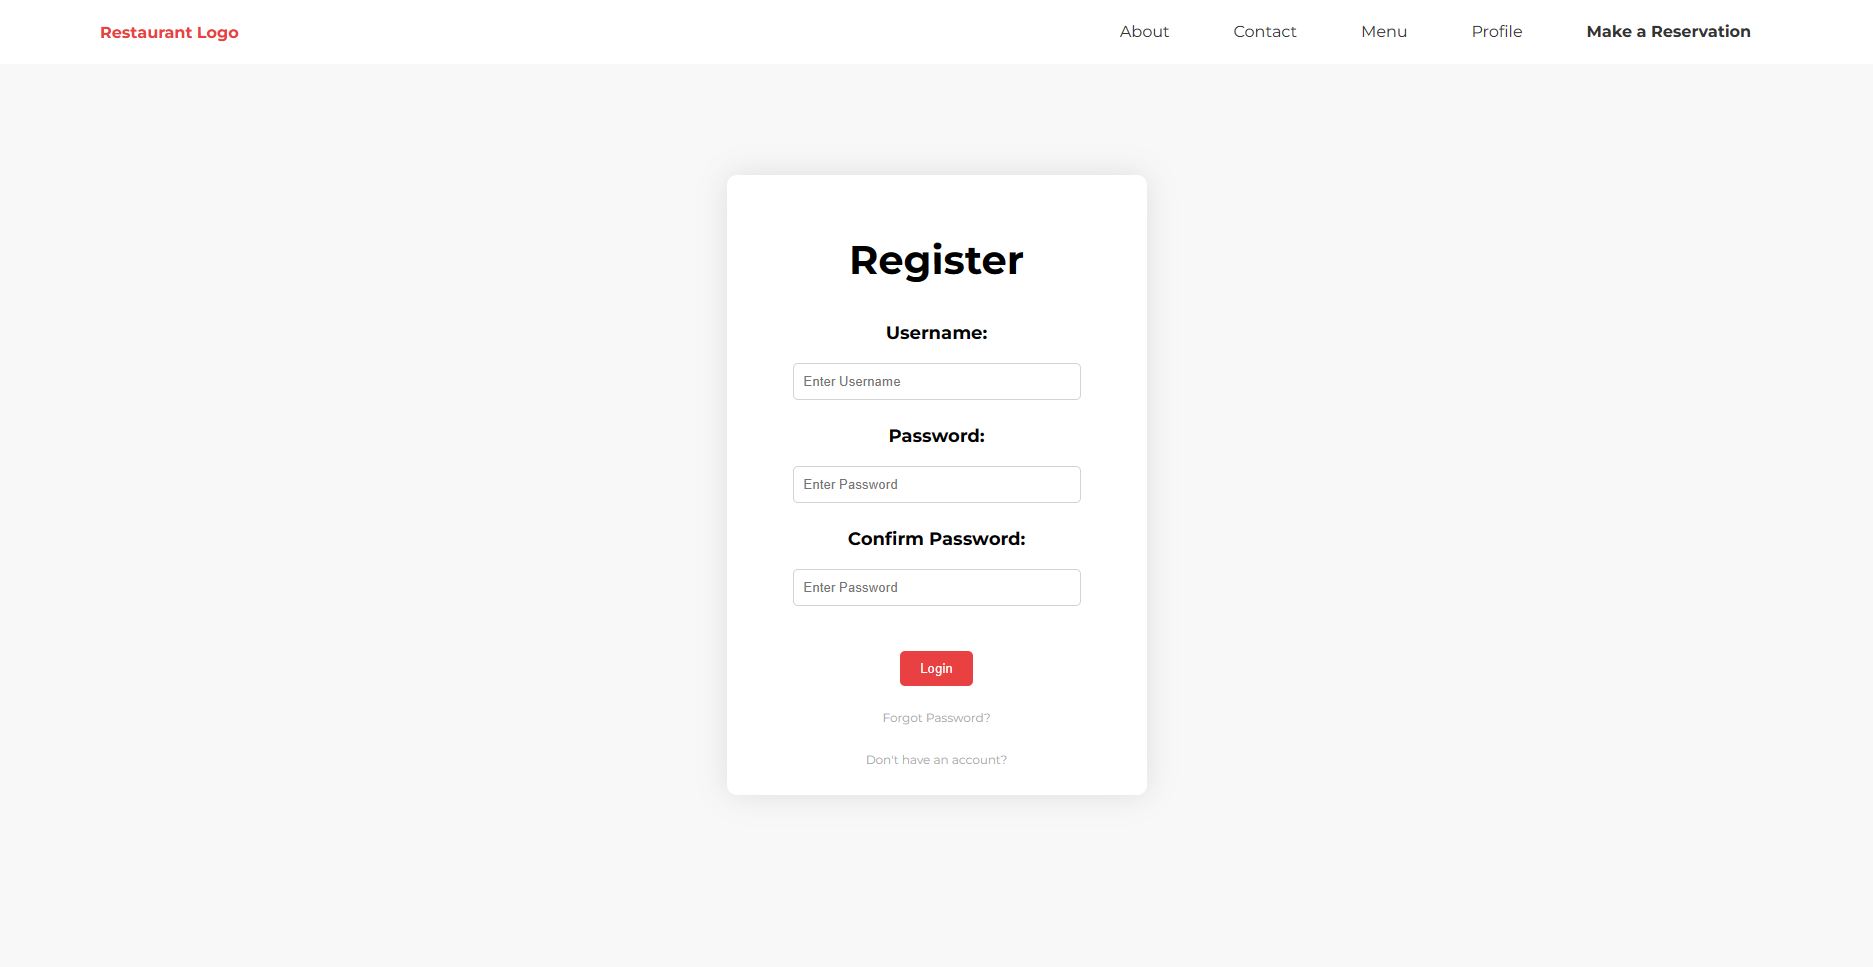 Restaurant Logo About Contact Menu Profile Make a Reservation
Register
Username:
Enter Username
Password:
Enter Password
Confirm Password:
Enter Password
Login
Forgot Password?
Don't have an account?